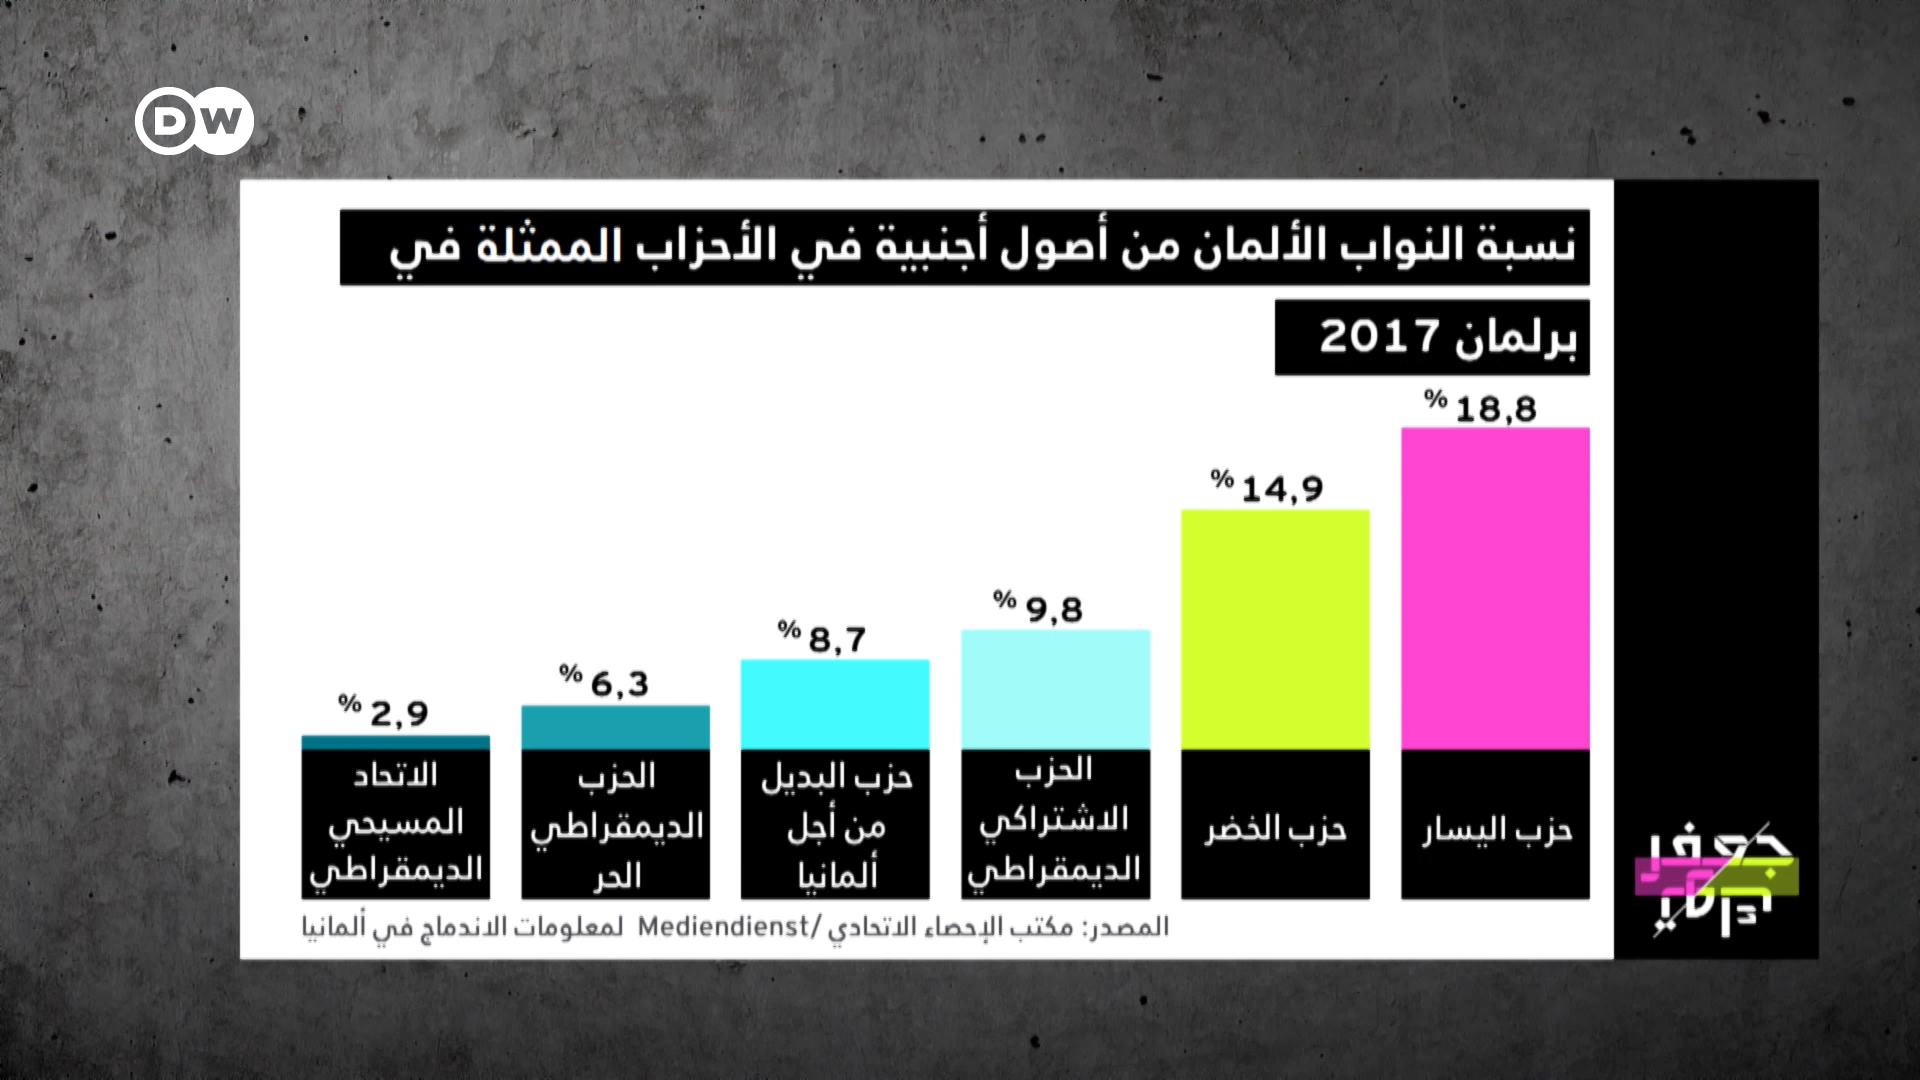 DW
نسبة النواب الألمان من أصول أجنبية في الأحزاب الممثلة في
برلمان 2017
% 18,8
% 14,9
% 9,8
% 8,7
% 6,3
% 2,9
حزب اليسار
حزب الخضر
الحزب
الاشتراكي
الديمقراطي
حزب البديل
من أجل
ألمانيا
الحزب
الديمقراطي
الحر
الاتحاد
المسيحي
الديمقراطي
المصدر: مكتب الإحصاء الاتحادي /Mediendienst لمعلومات الاندماج في ألمانيا
جعفر
توك